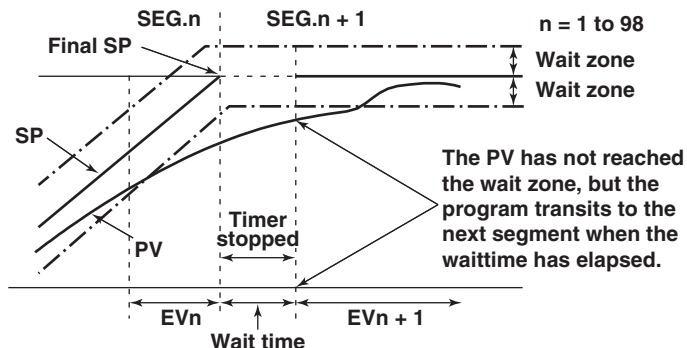 SEG.n
SEG.n + 1
n = 1 to 98
Final SP
Wait zone
Wait zone
SP
PV
Timer
stopped
The PV has not reached
the wait zone, but the
program transits to the
next segment when the
waittime has elapsed.
EVn
EVn + 1
Wait time